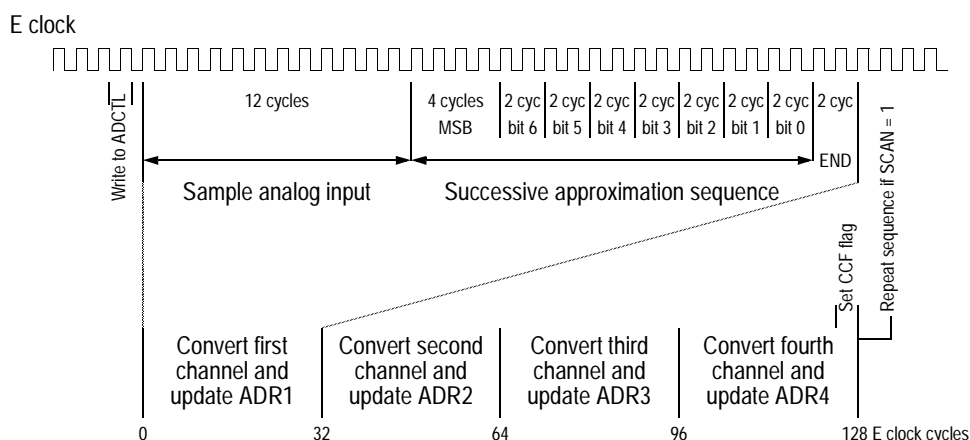 E clock
Write to ADCTL
12 cycles
4 cycles
MSB
2 cyc
bit 6
2 cyc
bit 5
2 cyc
bit 4
2 cyc
bit 3
2 cyc
bit 2
2 cyc
bit 1
2 cyc
bit 0
2 cyc
END
Sample analog input
Successive approximation sequence
Set CCF flag
Repeat sequence if SCAN = 1
Convert first
channel and
update ADR1
Convert second
channel and
update ADR2
Convert third
channel and
update ADR3
Convert fourth
channel and
update ADR4
0
32
64
96
128 E clock cycles